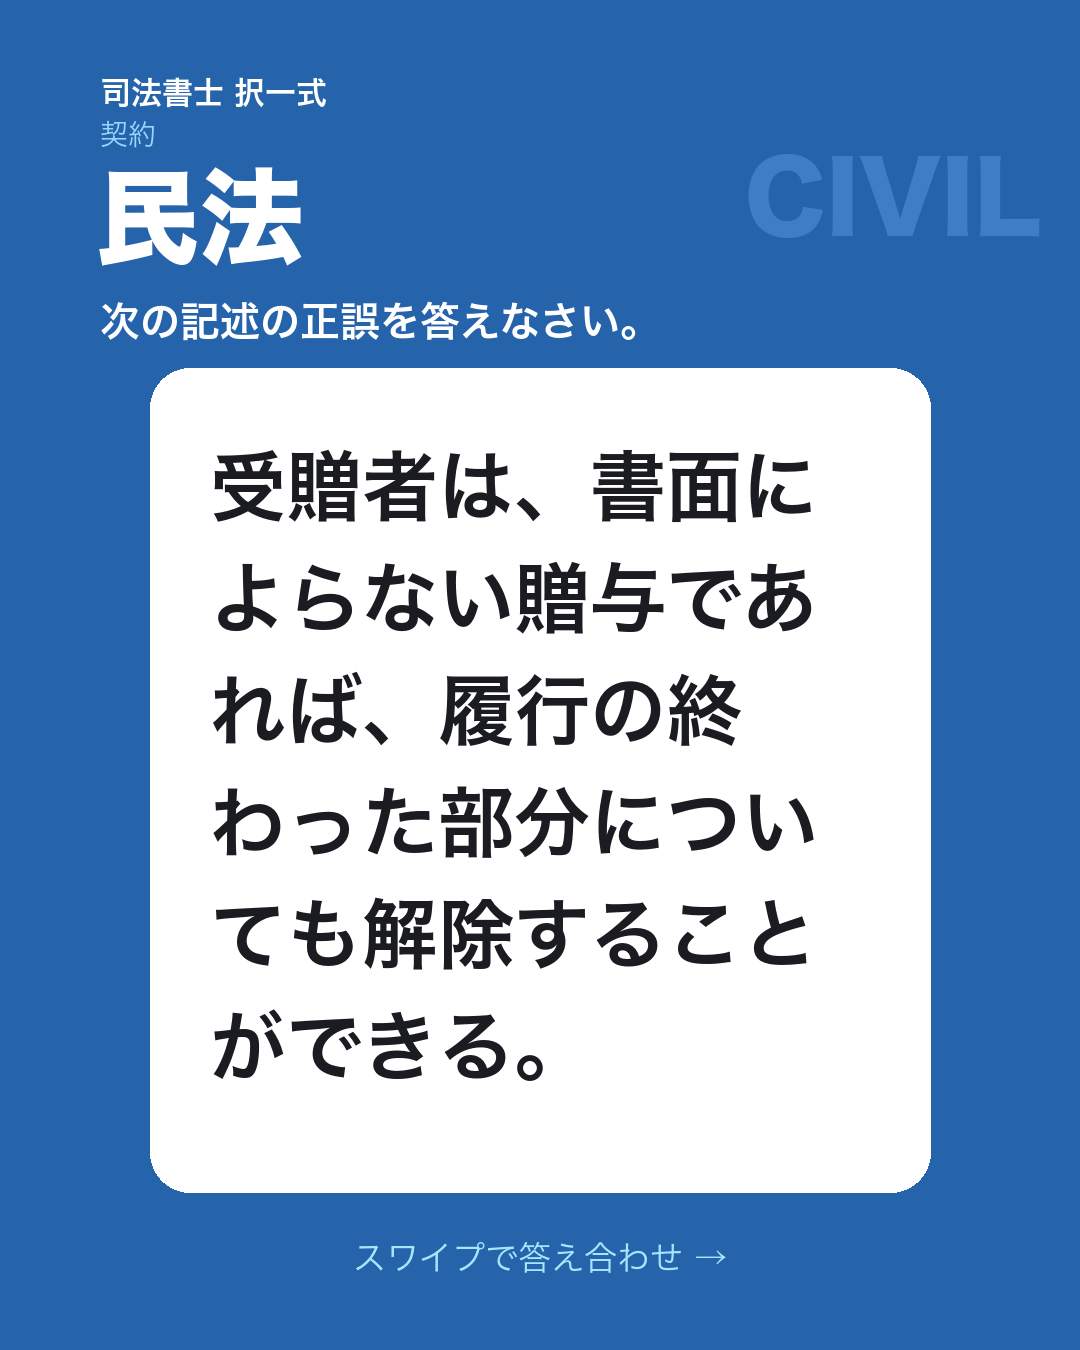 司法書士 択一式
契約
民法
CIVIL
次の記述の正誤を答えなさい。
受贈者は、書面に
よらない贈与であ
れば、履行の終
わった部分につい
ても解除すること
ができる。
スワイプで答え合わせ →